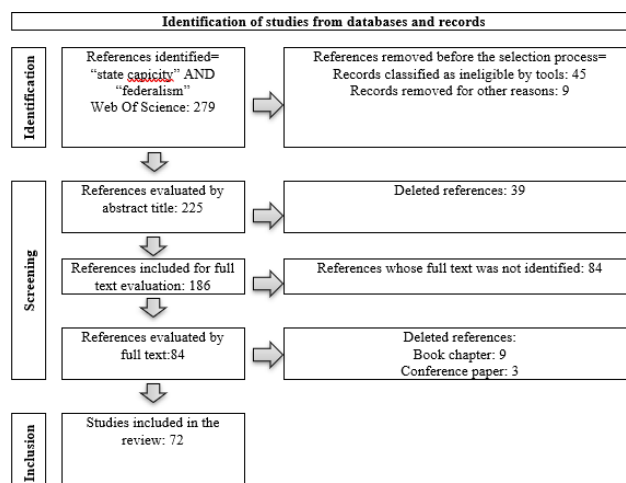 Identification of studies from databases and records
Identification
References identified=
“state capicity” AND
“federalism”
Web Of Science: 279
References removed before the selection process=
Records classified as ineligible by tools: 45
Records removed for other reasons: 9
Screening
References evaluated by
abstract title: 225
Deleted references: 39
References included for full
text evaluation: 186
References whose full text was not identified: 84
References evaluated by
full text:84
Deleted references:
Book chapter: 9
Conference paper: 3
Inclusion
Studies included in the
review: 72